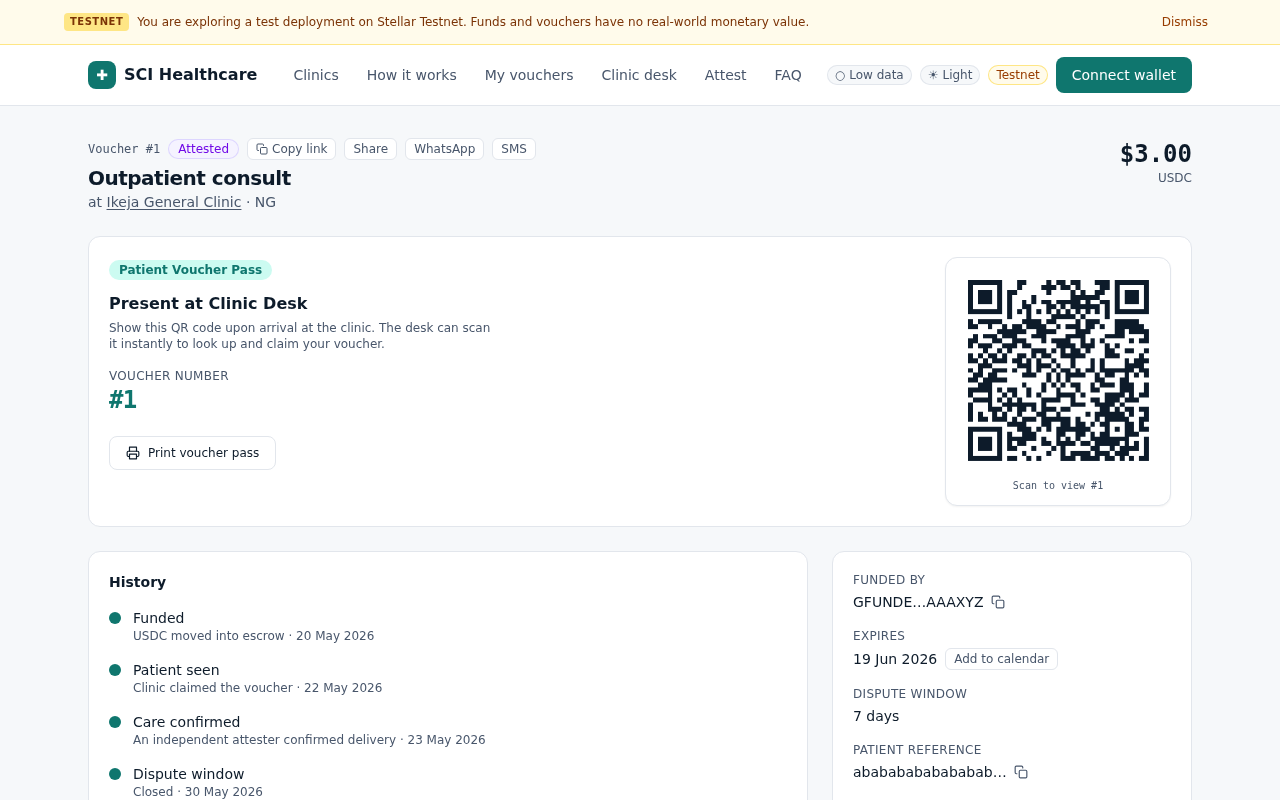 TESTNET You are exploring a test deployment on Stellar Testnet. Funds and vouchers have no real-world monetary value. Dismiss
SCI Healthcare Clinics How it works My vouchers Clinic desk Attest FAQ Low data Light Testnet Connect wallet
Voucher #1 Attested Copy link Share WhatsApp SMS
$3.00
Outpatient consult
USDC
at Ikeja General Clinic · NG
Patient Voucher Pass
Present at Clinic Desk
Show this QR code upon arrival at the clinic. The desk can scan
it instantly to look up and claim your voucher.
VOUCHER NUMBER
#1
Print voucher pass
Scan to view #1
History
Funded
USDC moved into escrow · 20 May 2026
Patient seen
Clinic claimed the voucher · 22 May 2026
Care confirmed
An independent attester confirmed delivery · 23 May 2026
Dispute window
Closed · 30 May 2026
FUNDED BY
GFUNDE…AAAXYZ
EXPIRES
19 Jun 2026 Add to calendar
DISPUTE WINDOW
7 days
PATIENT REFERENCE
abababababababab…